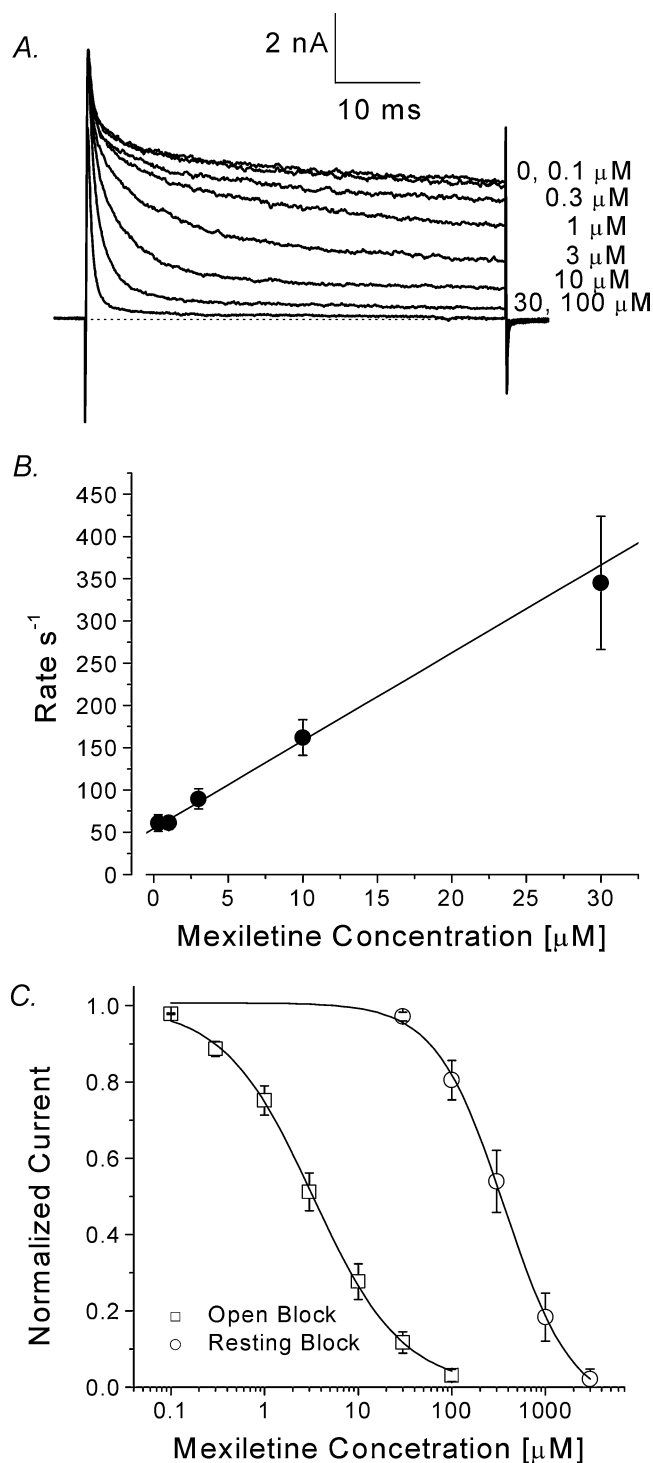 A.
2 nA
10 ms
0, 0.1 μM
0.3 μM
1 μM
3 μM
10 μM
30, 100 μM
B.
450
400
350
300
250
200
150
100
50
0
Rate s-1
0 5 10 15 20 25 30
Mexiletine Concentration [μM]
C.
1.0
0.8
0.6
0.4
0.2
0.0
Normalized Current
Open Block
Resting Block
0.1 1 10 100 1000
Mexiletine Concetration [μM]